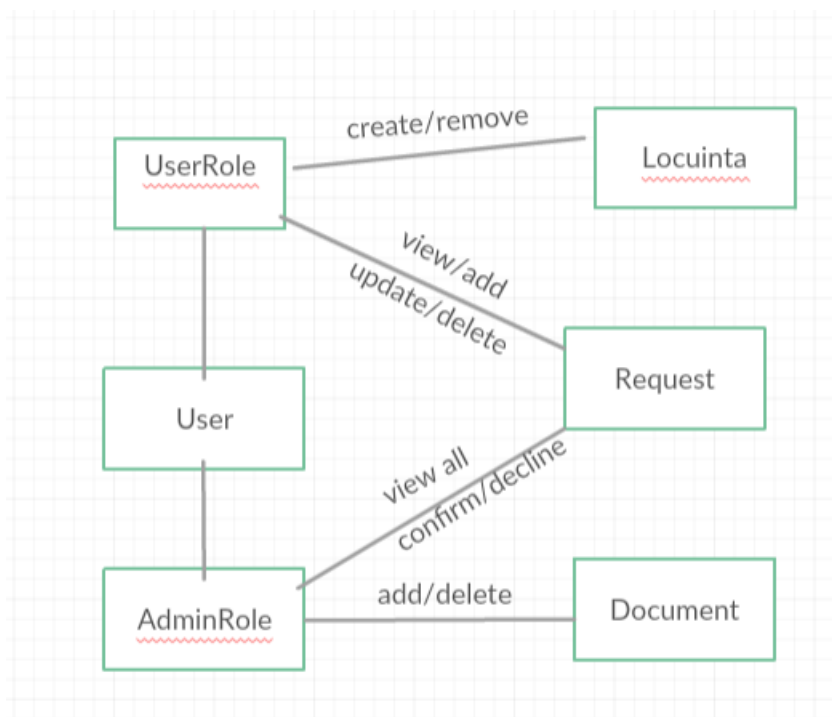 create/remove
UserRole
Locuinta
view/add
update/delete
Request
User
view all
confirm/decline
add/delete
AdminRole
Document